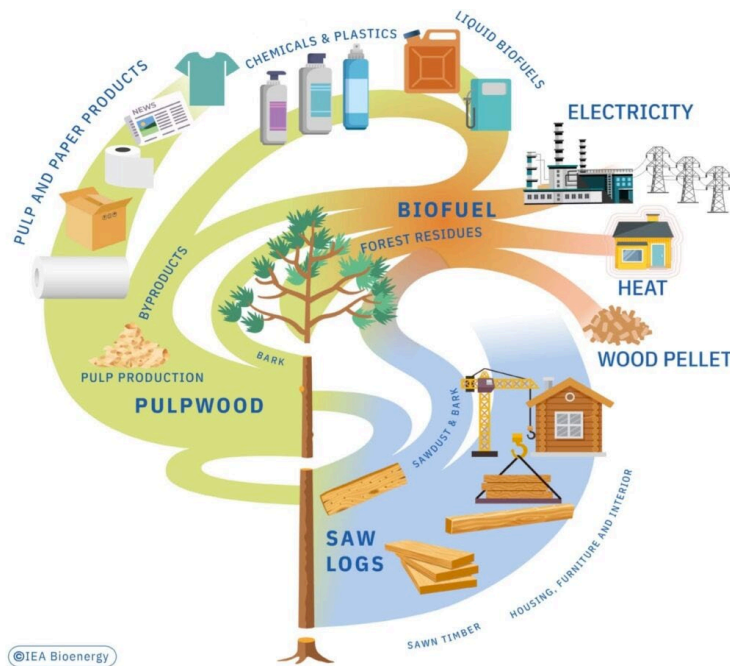 CHEMICALS & PLASTICS
LIQUID BIOFUELS
PULP AND PAPER PRODUCTS
NEWS
ELECTRICITY
BIOFUEL
FOREST RESIDUES
HEAT
BYPRODUCTS
WOOD PELLET
BARK
PULP PRODUCTION
PULPWOOD
SAWDUST & BARK
SAW
LOGS
HOUSING, FURNITURE AND INTERIOR
SAWN TIMBER
©IEA Bioenergy